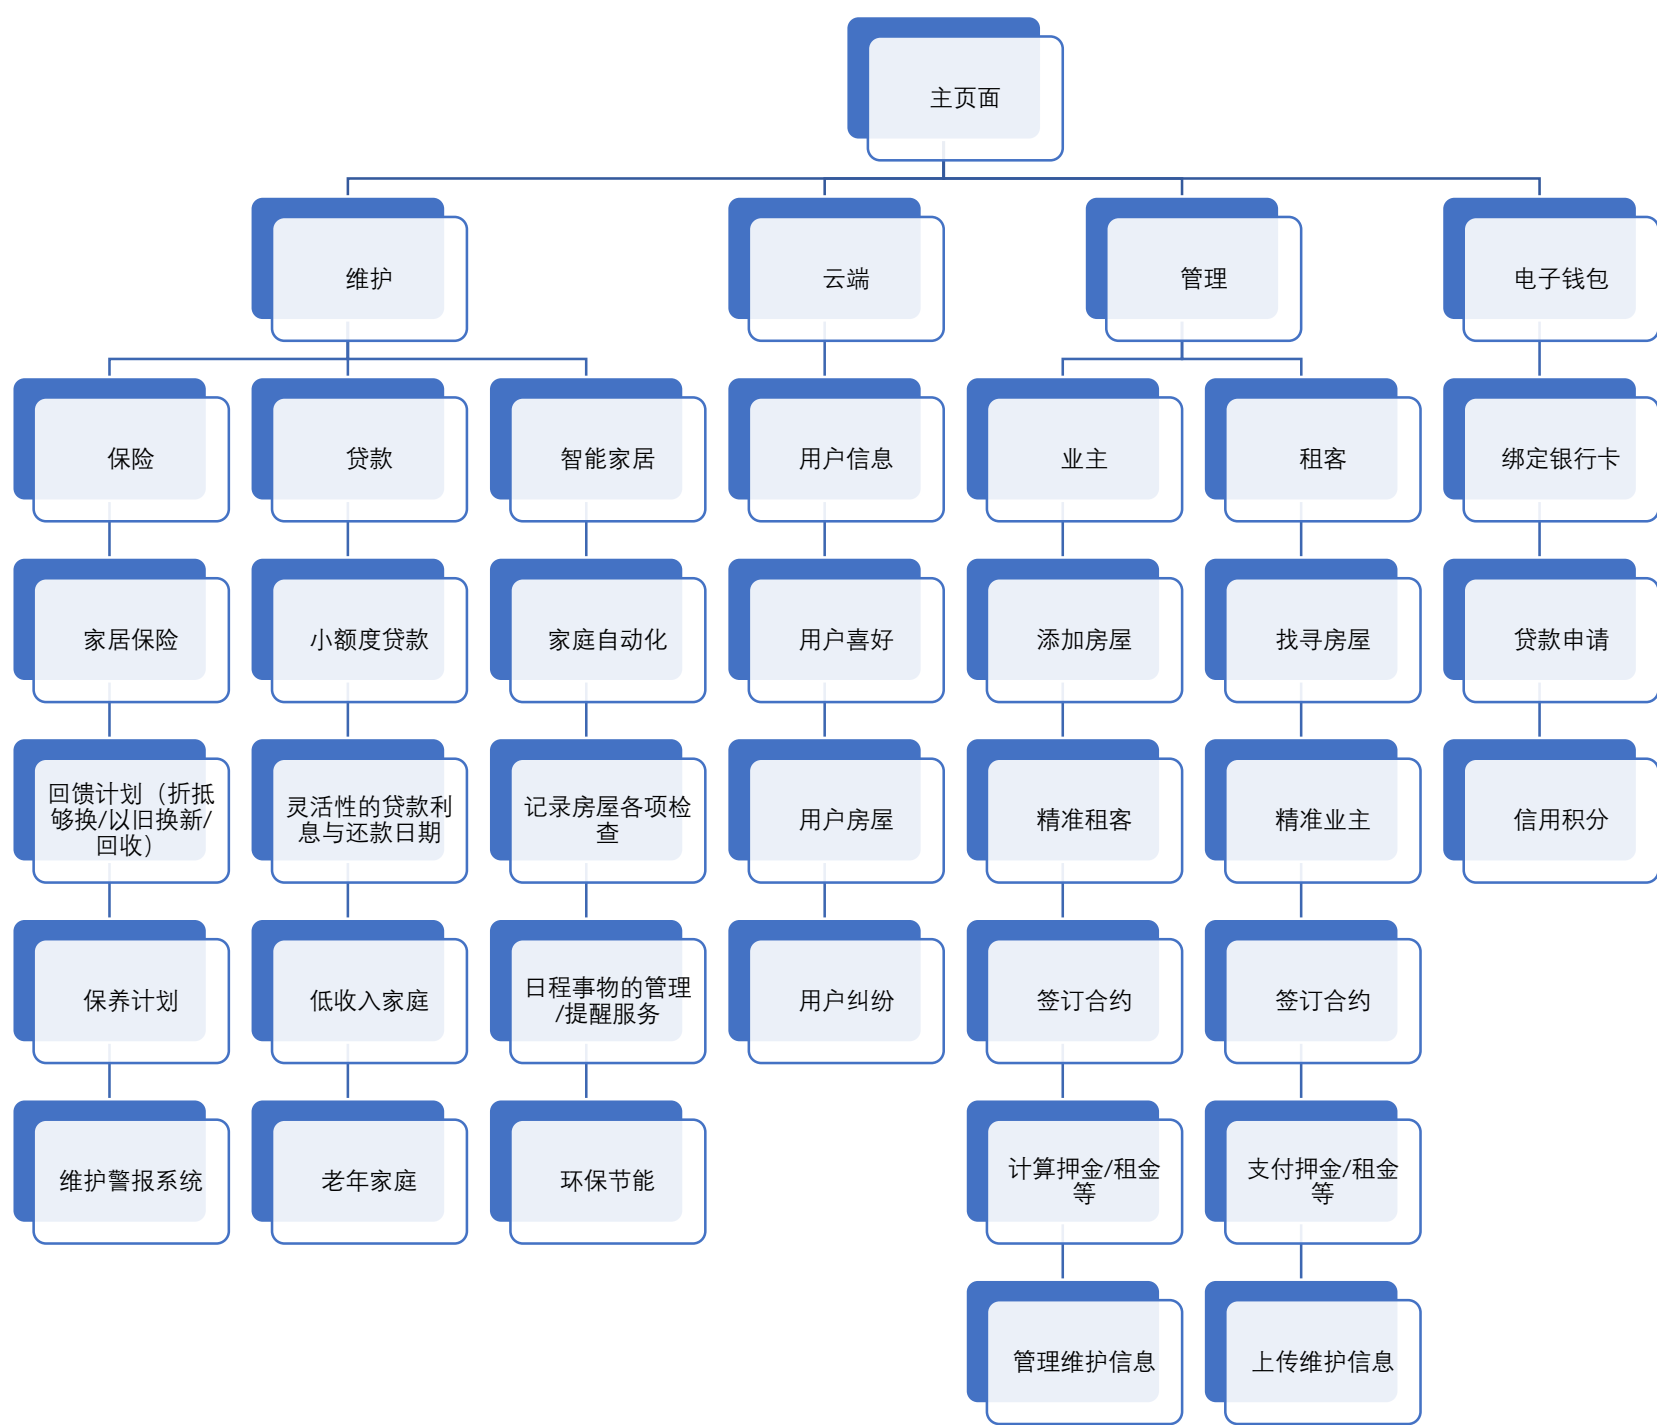 主页面
维护
云端
管理
电子钱包
保险
贷款
智能家居
用户信息
业主
租客
绑定银行卡
家居保险
小额度贷款
家庭自动化
用户喜好
添加房屋
找寻房屋
贷款申请
回馈计划（折抵
够换/以旧换新/
回收）
灵活性的贷款利
息与还款日期
记录房屋各项检
查
用户房屋
精准租客
精准业主
信用积分
保养计划
低收入家庭
日程事物的管理
/提醒服务
用户纠纷
签订合约
签订合约
维护警报系统
老年家庭
环保节能
计算押金/租金
等
支付押金/租金
等
管理维护信息
上传维护信息